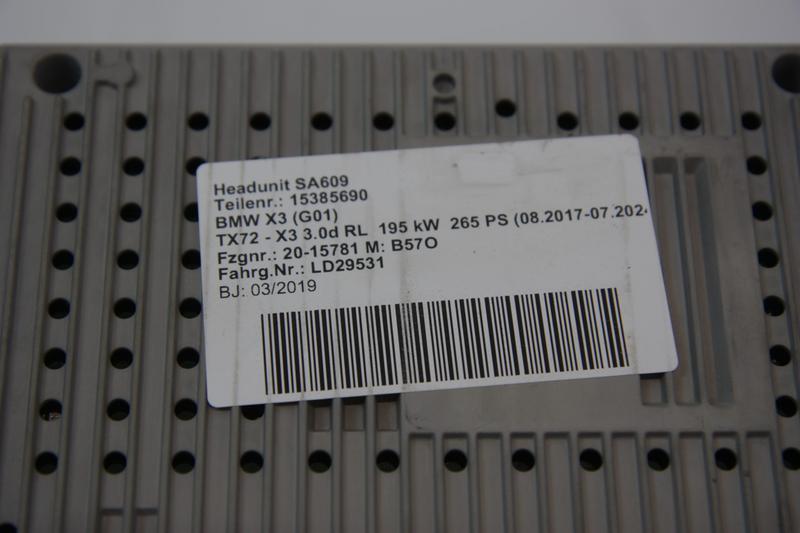 Headunit SA609
Teilenr.: 15385690
BMW X3 (G01)
TX72 - X3 3.0d RL 195 kW 265 PS (08.2017-07.202
Fzgnr.: 20-15781 M: B57O
Fahrg.Nr.: LD29531
BJ: 03/2019